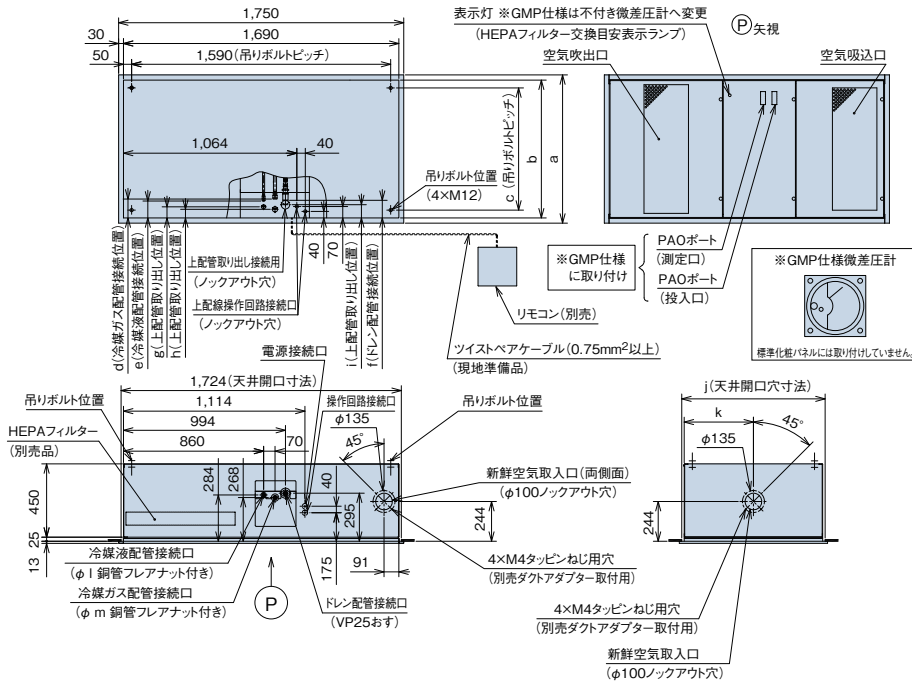 1,750
30
1,690
50
1,590(吊りボルトピッチ)
1,064
40
c(吊りボルトピッチ)
b
a
吊りボルト位置
(4×M12)
40
70
d(冷媒ガス配管接続位置)
e(冷媒液配管接続位置)
g(上配管取り出し位置)
h(上配管取り出し位置)
上配管取り出し接続用
(ノックアウト穴)
上配線操作回路接続口
(ノックアウト穴)
i(上配管取り出し位置)
f(ドレン配管接続位置)
リモコン(別売)
ツイストペアケーブル(0.75mm²以上)
(現地準備品)
表示灯 ※GMP仕様は不付き微差圧計へ変更
(HEPAフィルター交換目安表示ランプ)
P矢視
空気吹出口
空気吸込口
※GMP仕様
に取り付け
PAOポート
(測定口)
PAOポート
(投入口)
※GMP仕様微差圧計
標準化粧パネルには取り付けしていません。
電源接続口
1,724(天井開口寸法)
吊りボルト位置
1,114
操作回路接続口
吊りボルト位置
HEPAフィルター
(別売品)
994
φ135
860
70
45°
284
268
40
295
450
25
13
175
91
244
新鮮空気取入口(両側面)
(φ100ノックアウト穴)
冷媒液配管接続口
(φ l 銅管フレアナット付き)
冷媒ガス配管接続口
(φ m 銅管フレアナット付き)
P
ドレン配管接続口
(VP25おす)
4×M4タッピンねじ用穴
(別売ダクトアダプター取付用)
j(天井開口穴寸法)
k
45°
φ135
244
4×M4タッピンねじ用穴
(別売ダクトアダプター取付用)
新鮮空気取入口
(φ100ノックアウト穴)